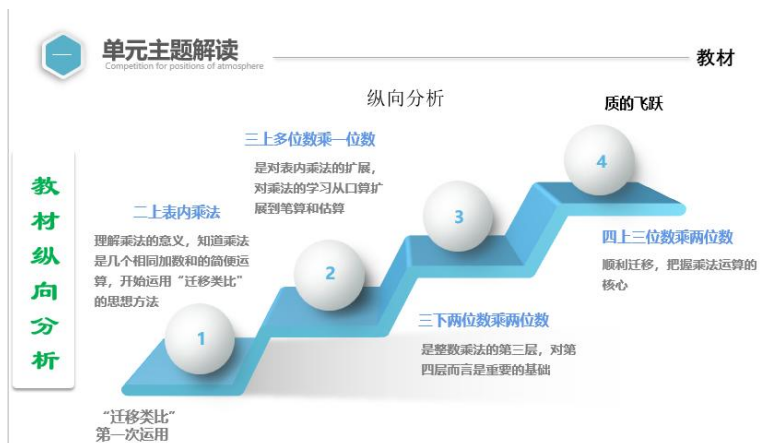 一
单元主题解读
Competition for positions of atmosphere
教材
纵向分析
质的飞跃
三上多位数乘一位数
是对表内乘法的扩展,
对乘法的学习从口算扩
展到笔算和估算
4
教
材
纵
向
分
析
二上表内乘法
理解乘法的意义，知道乘法
是几个相同加数和的简便运
算，开始运用“迁移类比”
的思想方法
3
四上三位数乘两位数
顺利迁移，把握乘法运算的
核心
2
三下两位数乘两位数
是整数乘法的第三层，对第
四层而言是重要的基础
1
“迁移类比”
第一次运用